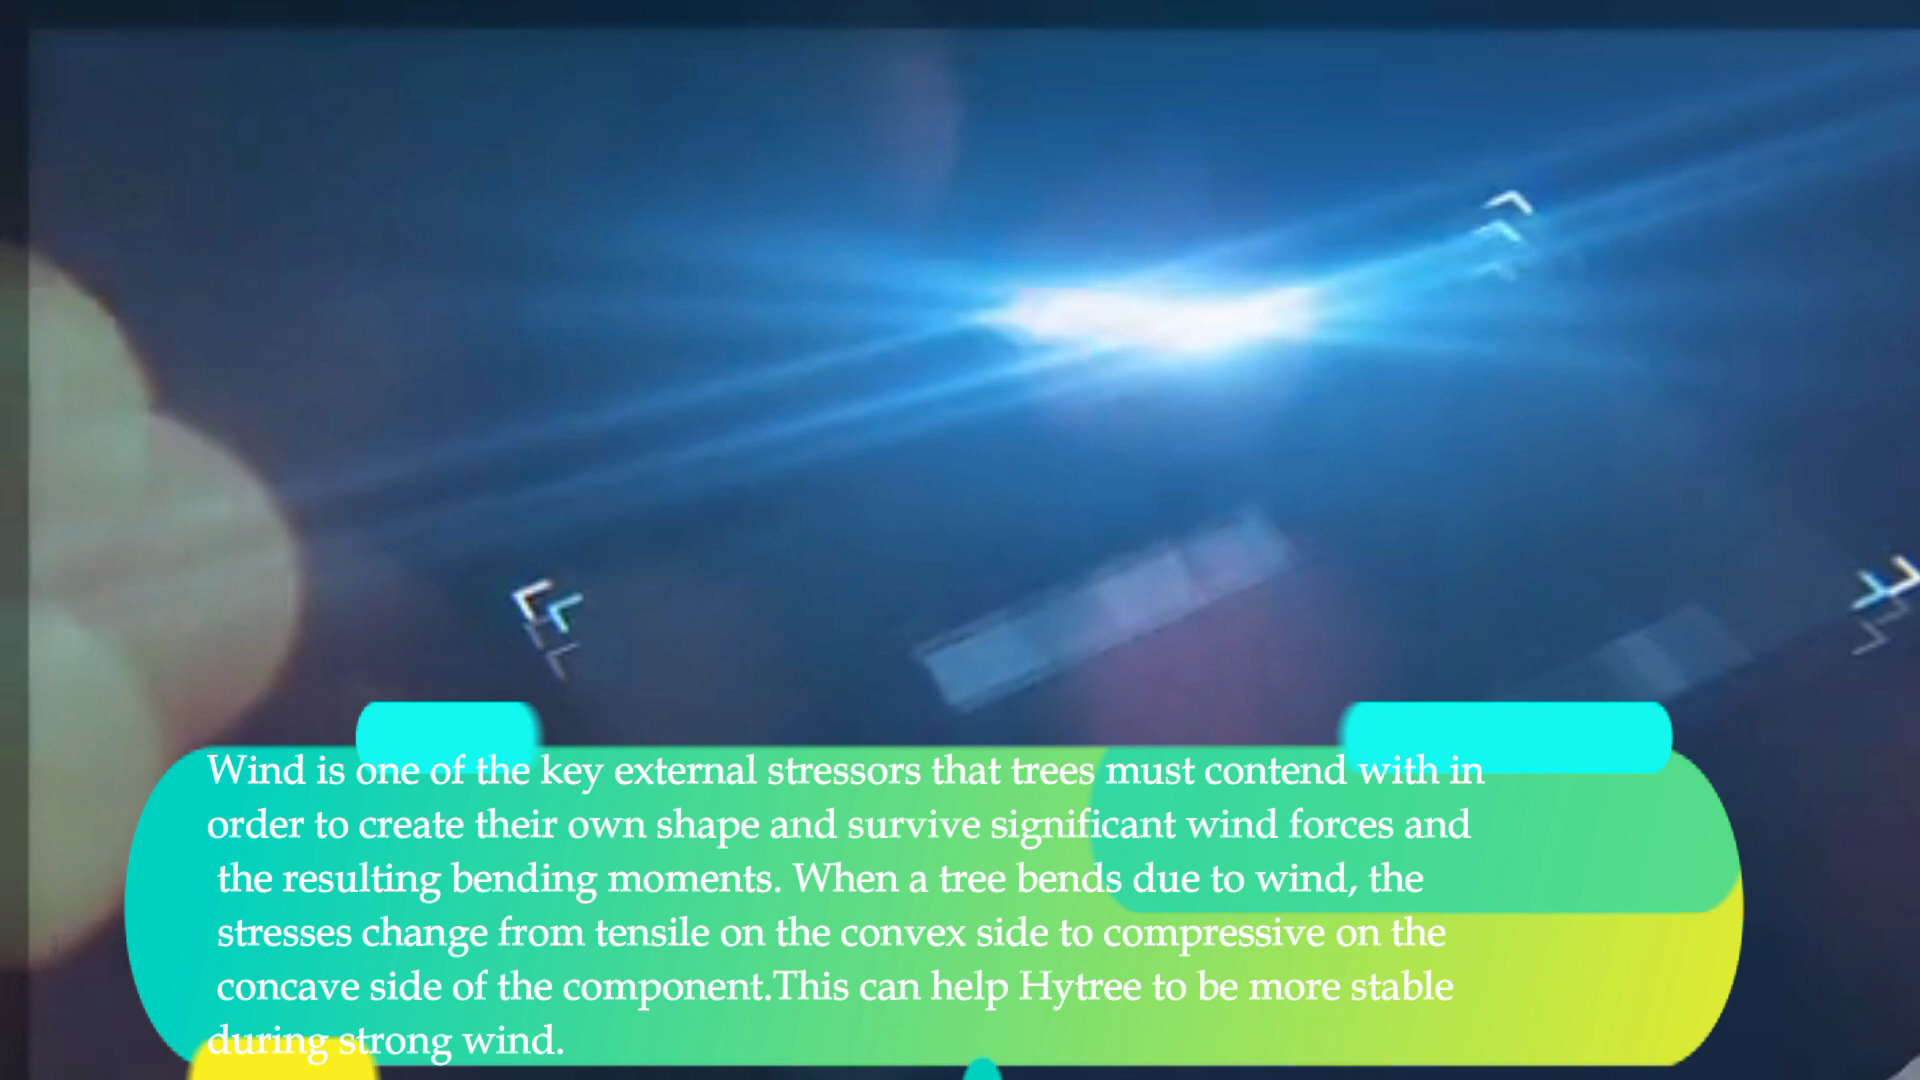 Wind is one of the key external stressors that trees must contend with in
order to create their own shape and survive significant wind forces and
the resulting bending moments. When a tree bends due to wind, the
stresses change from tensile on the convex side to compressive on the
concave side of the component.This can help Hytree to be more stable
during strong wind.